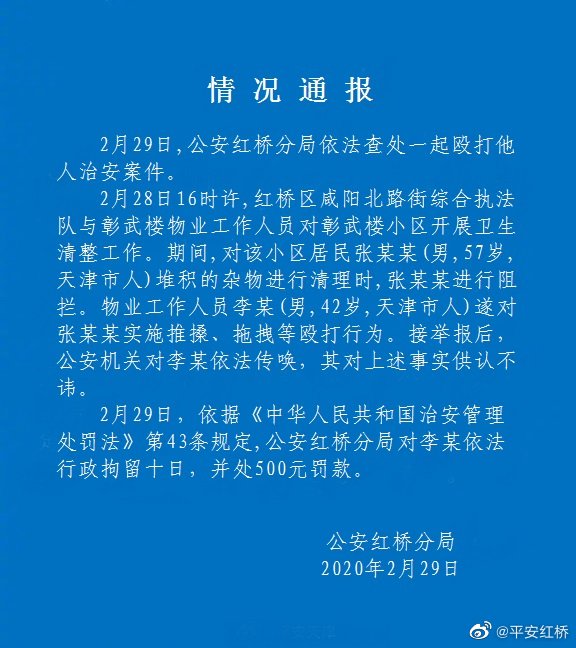 情况通报
2月29日,公安红桥分局依法查处一起殴打他
人治安案件。
2月28日16时许,红桥区咸阳北路街综合执法
队与彰武楼物业工作人员对彰武楼小区开展卫生
清整工作。期间,对该小区居民张某某(男,57岁,
天津市人)堆积的杂物进行清理时,张某某进行阻
拦。物业工作人员李某(男,42岁,天津市人)遂对
张某某实施推搡、拖拽等殴打行为。接举报后,
公安机关对李某依法传唤，其对上述事实供认不
讳。
2月29日，依据《中华人民共和国治安管理
处罚法》第43条规定,公安红桥分局对李某依法
行政拘留十日，并处500元罚款。
公安红桥分局
2020年2月29日
@平安红桥